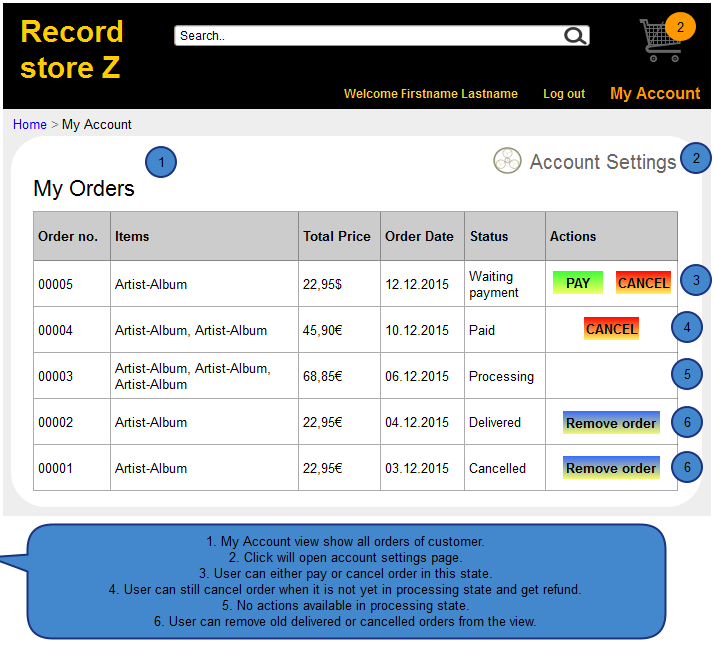 Record
store Z
Search..
2
Welcome Firstname Lastname Log out My Account
Home > My Account
1
Account Settings 2
My Orders
Order no. Items Total Price Order Date Status Actions
00005 Artist-Album 22,95$ 12.12.2015 Waiting
payment PAY CANCEL 3
00004 Artist-Album, Artist-Album 45,90€ 10.12.2015 Paid CANCEL 4
00003 Artist-Album, Artist-Album,
Artist-Album 68,85€ 06.12.2015 Processing 5
00002 Artist-Album 22,95€ 04.12.2015 Delivered Remove order 6
00001 Artist-Album 22,95€ 03.12.2015 Cancelled Remove order 6
1. My Account view show all orders of customer.
2. Click will open account settings page.
3. User can either pay or cancel order in this state.
4. User can still cancel order when it is not yet in processing state and get refund.
5. No actions available in processing state.
6. User can remove old delivered or cancelled orders from the view.